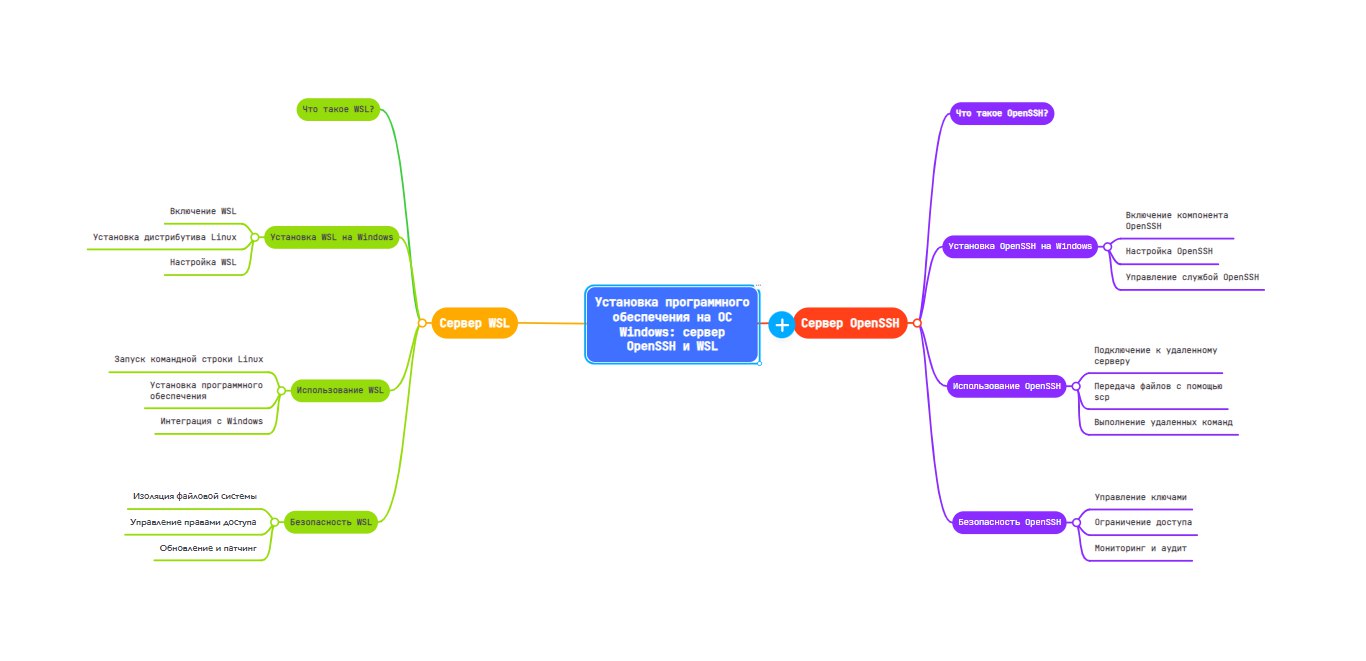 Установка программного
обеспечения на ОС
Windows: сервер
OpenSSH и WSL
Сервер WSL
Что такое WSL?
Установка WSL на Windows
Включение WSL
Установка дистрибутива Linux
Настройка WSL
Использование WSL
Запуск командной строки Linux
Установка программного
обеспечения
Интеграция с Windows
Безопасность WSL
Изоляция файловой системы
Управление правами доступа
Обновление и патчинг
Сервер OpenSSH
Что такое OpenSSH?
Установка OpenSSH на Windows
Включение компонента
OpenSSH
Настройка OpenSSH
Управление службой OpenSSH
Использование OpenSSH
Подключение к удаленному
серверу
Передача файлов с помощью
scp
Выполнение удаленных команд
Безопасность OpenSSH
Управление ключами
Ограничение доступа
Мониторинг и аудит